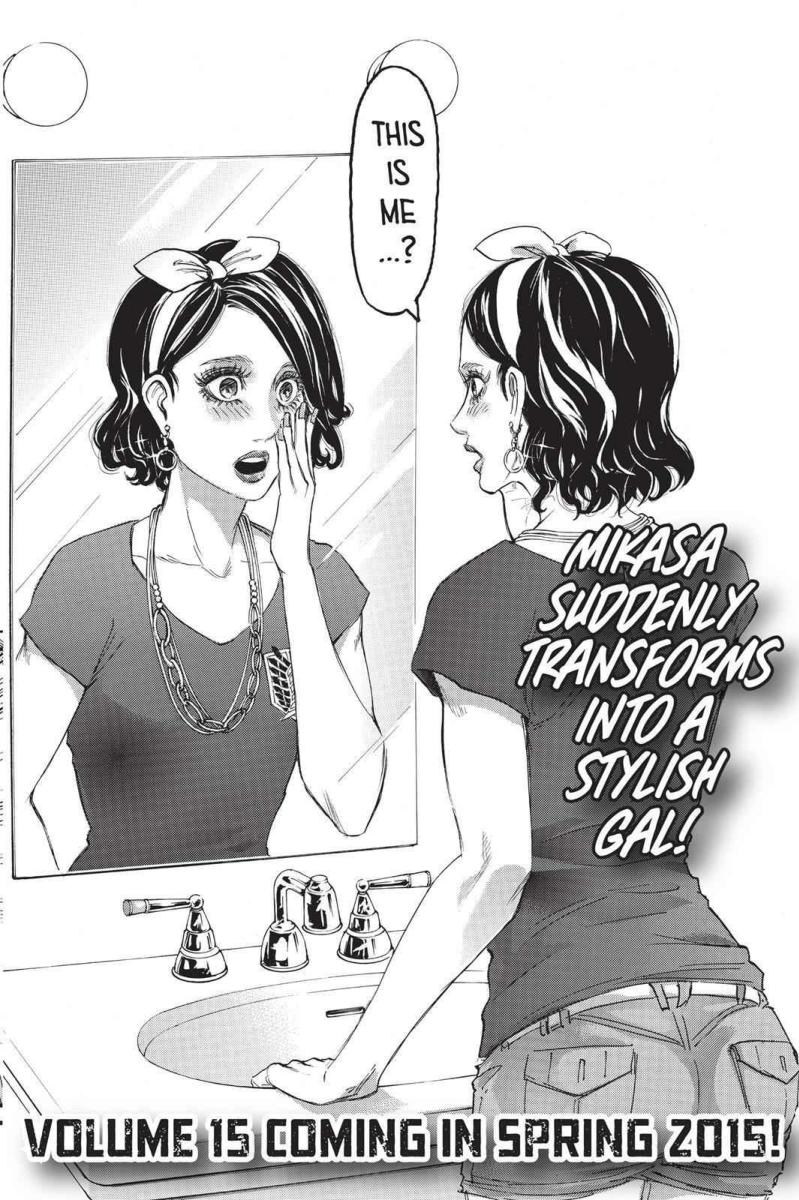 THIS
IS
ME
...?
MIKASA
SUDDENLY
TRANSFORMS
INTO A
STYLISH
GAL!
VOLUME 15 COMING IN SPRING 2015!